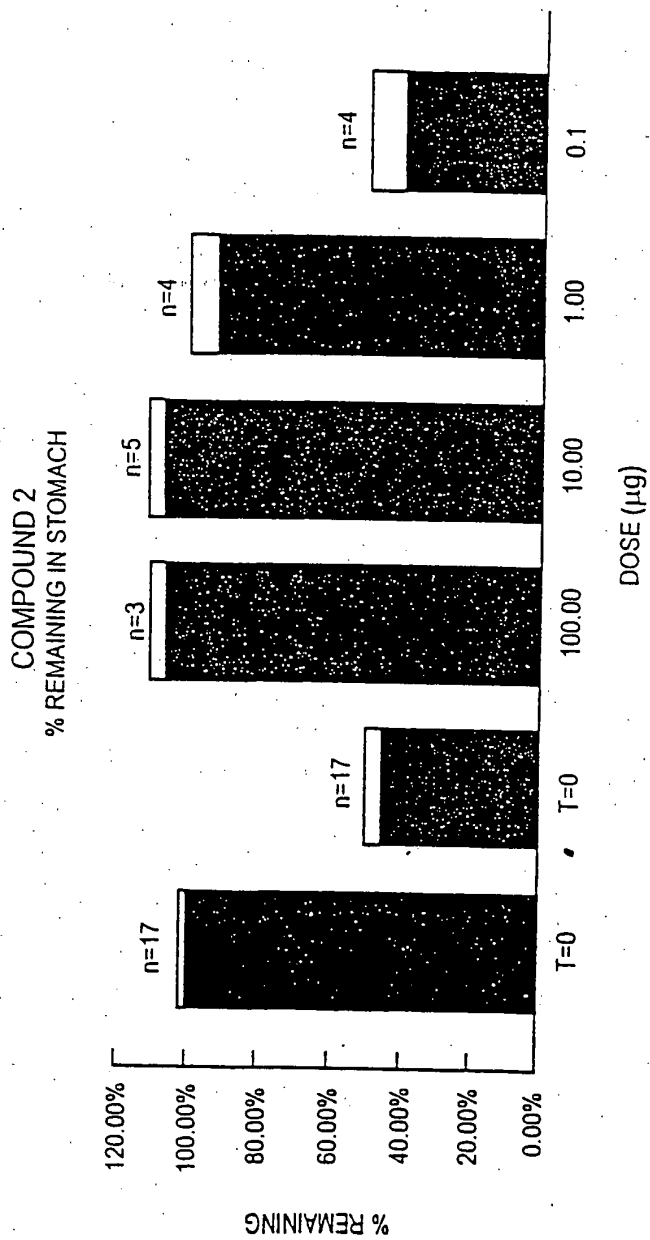 COMPOUND 2
% REMAINING IN STOMACH
% REMAINING
120.00%
100.00%
80.00%
60.00%
40.00%
20.00%
0.00%
n=17
n=17
n=3
n=5
n=4
n=4
T=0
T=0
100.00
10.00
1.00
0.1
DOSE (µg)